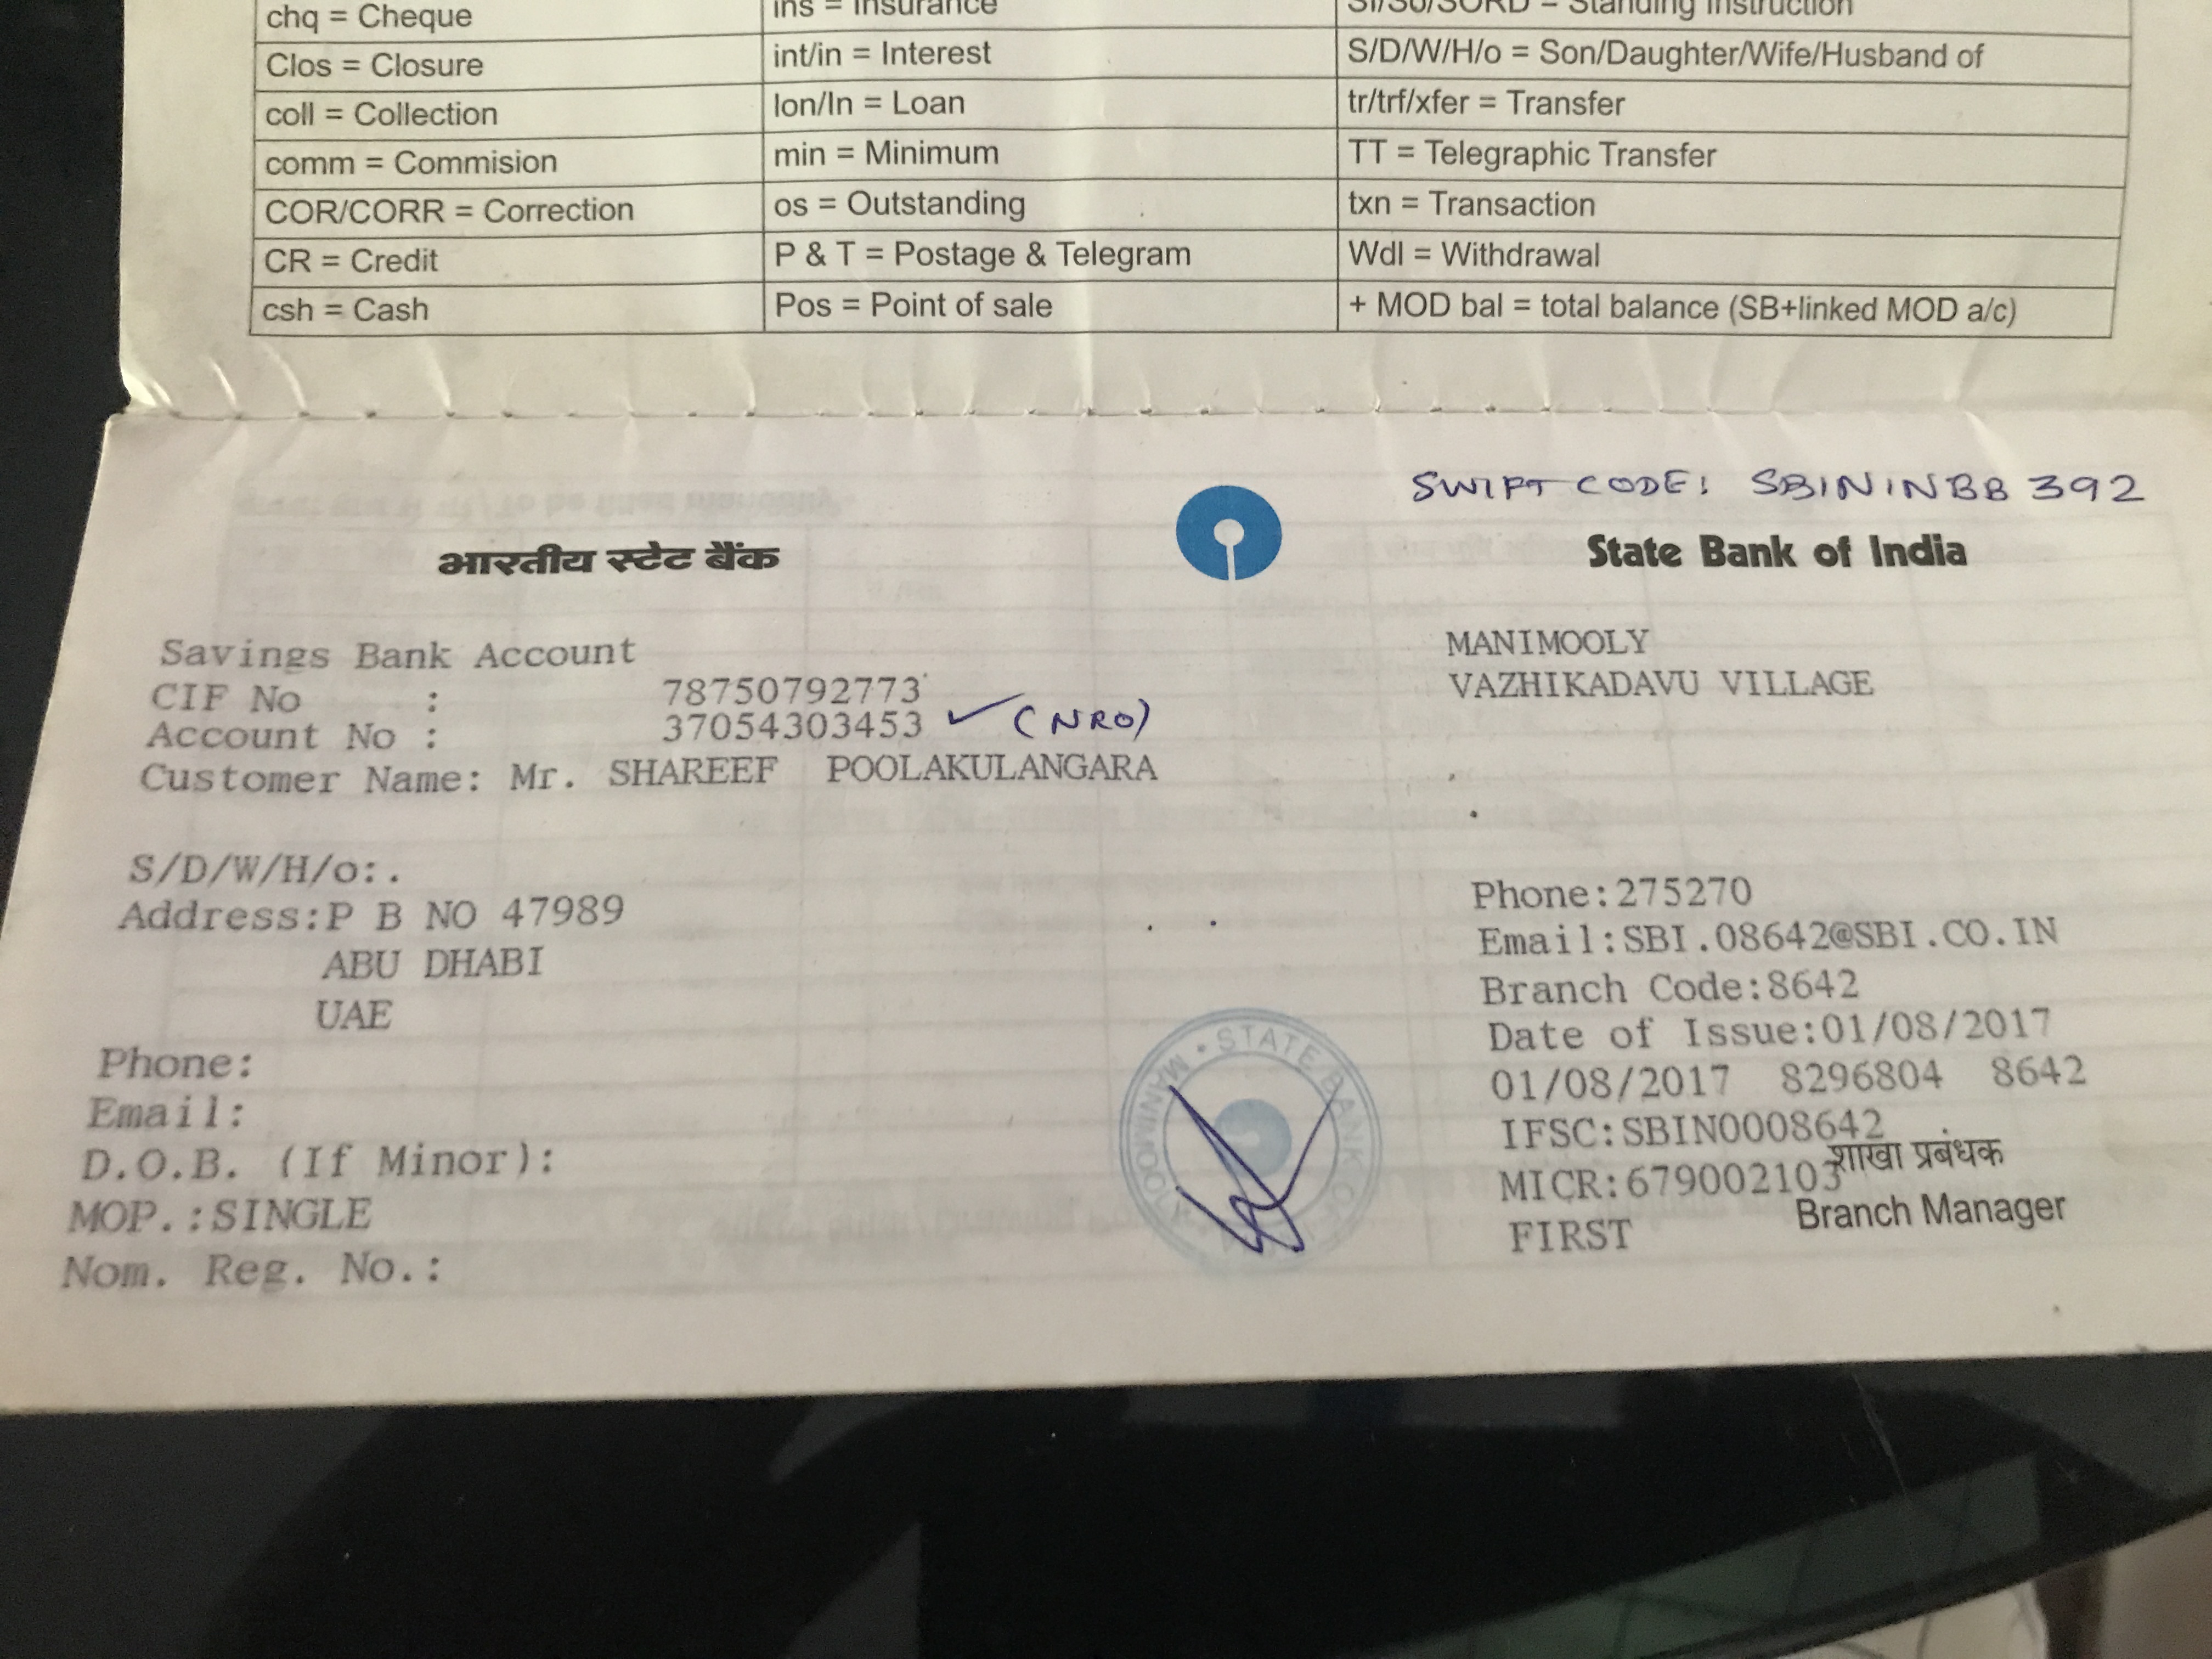 chq = Cheque
ins = Insurance
SI/SO/SORD = Standing Instruction
Clos = Closure
int/in = Interest
S/D/W/H/o = Son/Daughter/Wife/Husband of
coll = Collection
lon/ln = Loan
tr/trf/xfer = Transfer
comm = Commision
min = Minimum
TT = Telegraphic Transfer
COR/CORR = Correction
os = Outstanding
txn = Transaction
CR = Credit
P & T = Postage & Telegram
Wdl = Withdrawal
csh = Cash
Pos = Point of sale
+ MOD bal = total balance (SB+linked MOD a/c)
SWIFT CODE: SBININBB 392
भारतीय स्टेट बैंक
State Bank of India
Savings Bank Account
CIF No : 78750792773
Account No : 37054303453 ✓ (NRO)
Customer Name: Mr. SHAREEF POOLAKULANGARA
S/D/W/H/o:.
Address:P B NO 47989
ABU DHABI
UAE
Phone:
Email:
D.O.B. (If Minor):
MOP.:SINGLE
Nom. Reg. No.:
MANIMOOLY
VAZHIKADAVU VILLAGE
Phone:275270
Email:SBI.08642@SBI.CO.IN
Branch Code:8642
Date of Issue:01/08/2017
01/08/2017 8296804 8642
IFSC:SBIN0008642
शाखा प्रबंधक
MICR:679002103
Branch Manager
FIRST
STATE BANK OF